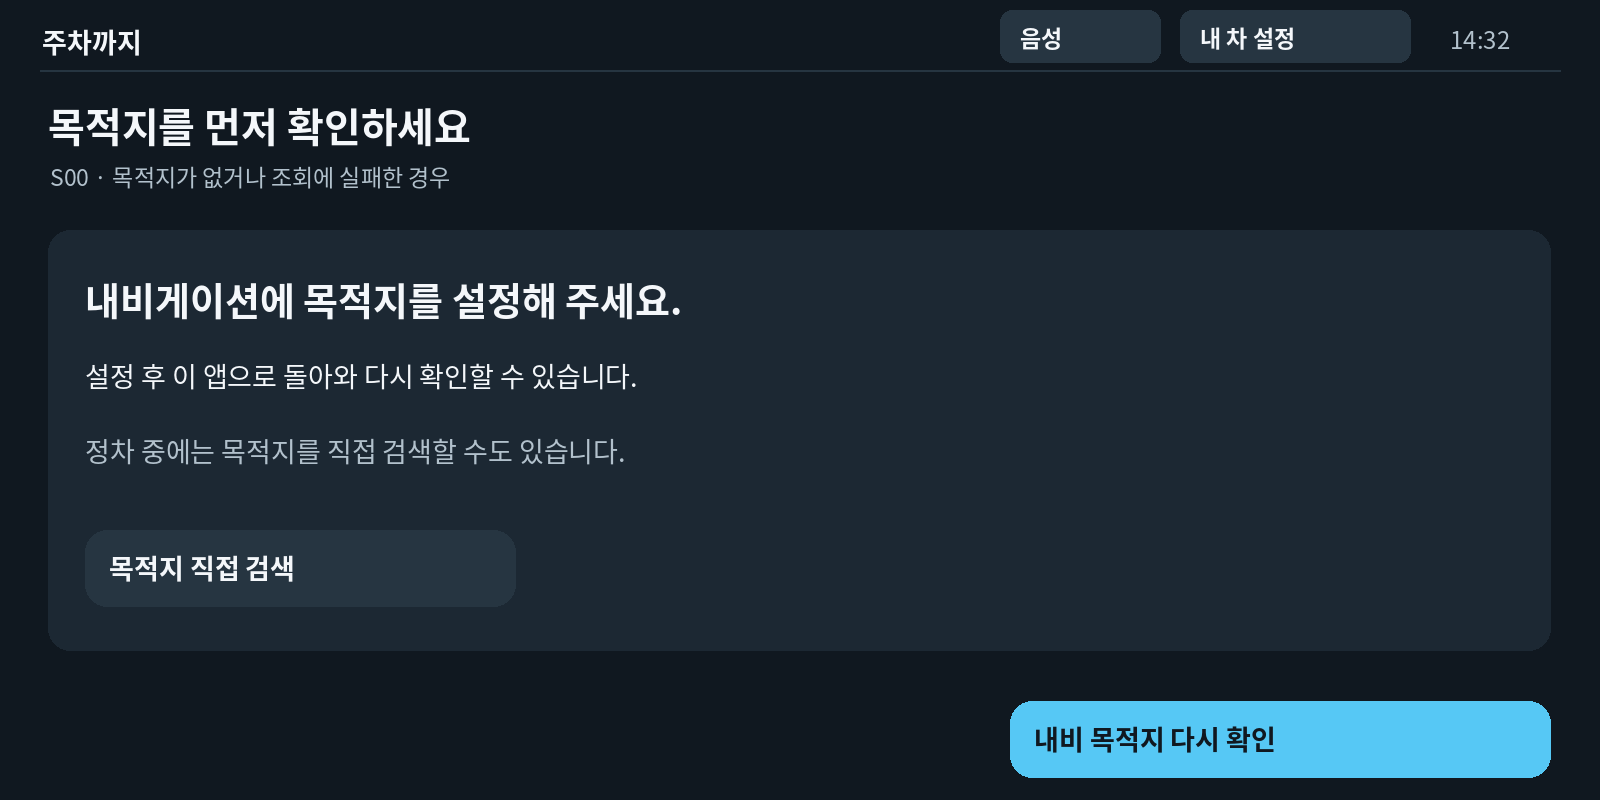 주차까지
음성
내 차 설정
14:32
목적지를 먼저 확인하세요
S00 · 목적지가 없거나 조회에 실패한 경우
내비게이션에 목적지를 설정해 주세요.
설정 후 이 앱으로 돌아와 다시 확인할 수 있습니다.
정차 중에는 목적지를 직접 검색할 수도 있습니다.
목적지 직접 검색
내비 목적지 다시 확인